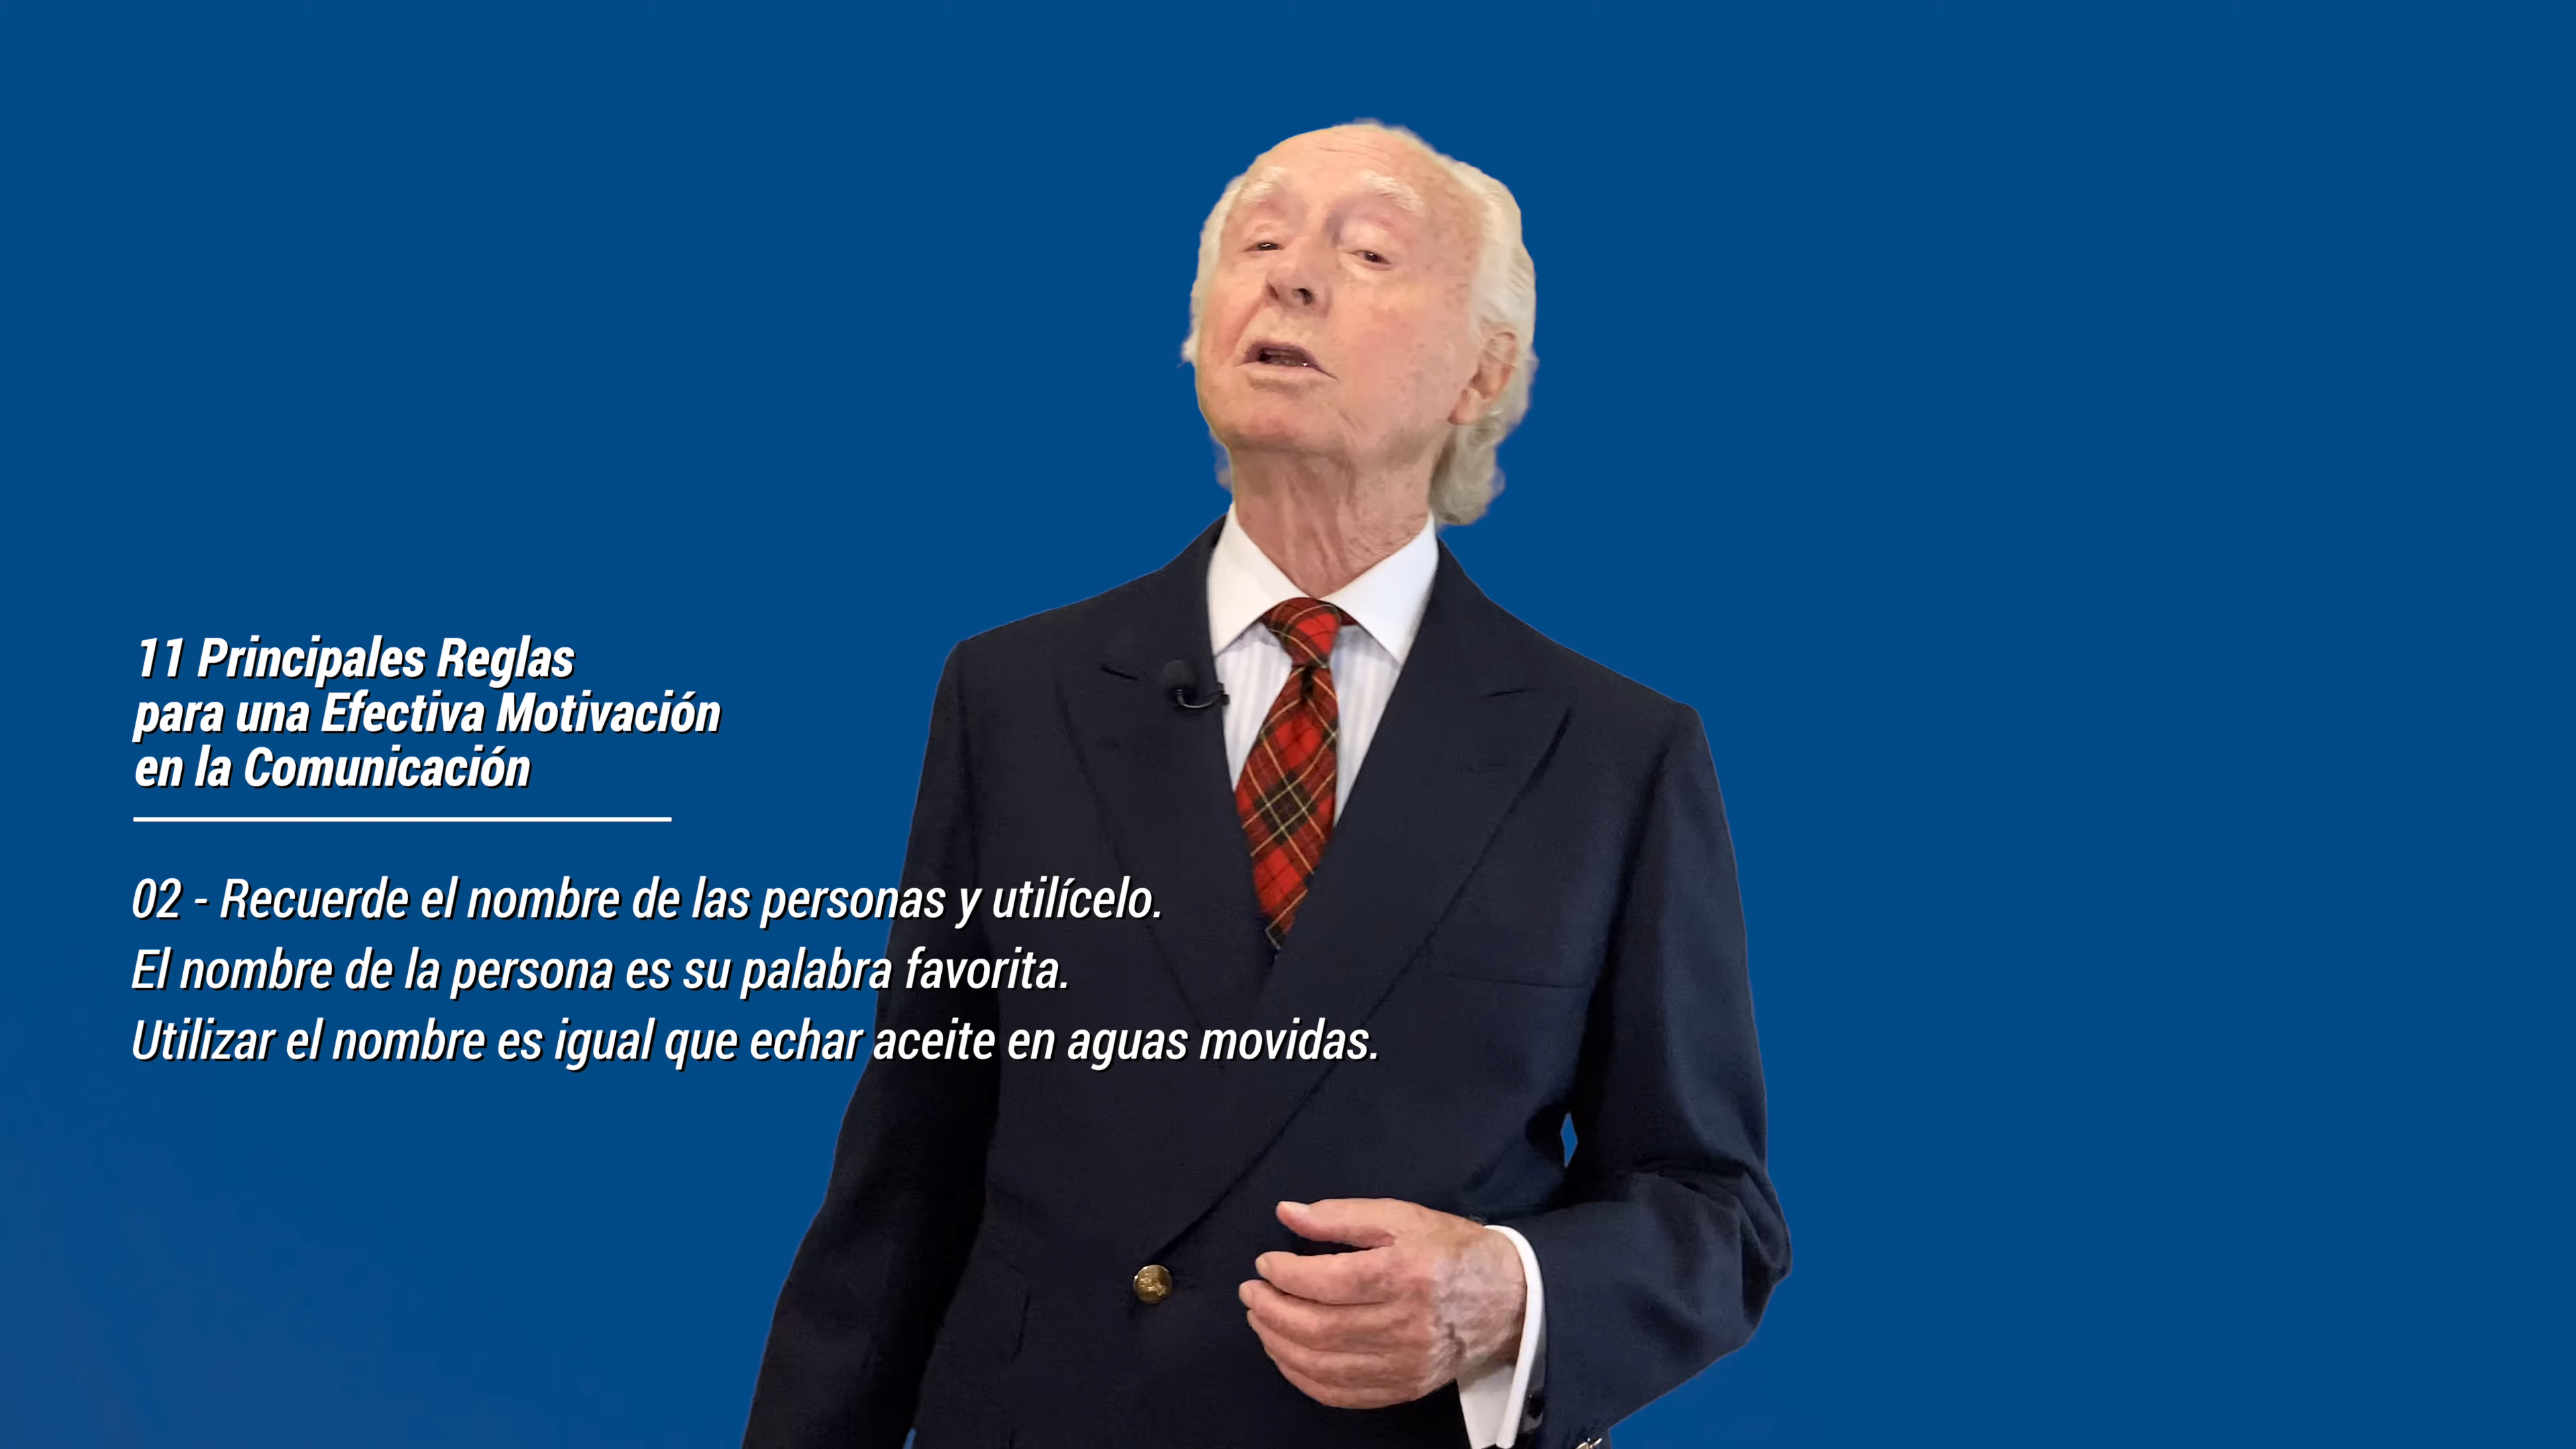 11 Principales Reglas
para una Efectiva Motivación
en la Comunicación
02 - Recuerde el nombre de las personas y utilícelo.
El nombre de la persona es su palabra favorita.
Utilizar el nombre es igual que echar aceite en aguas movidas.